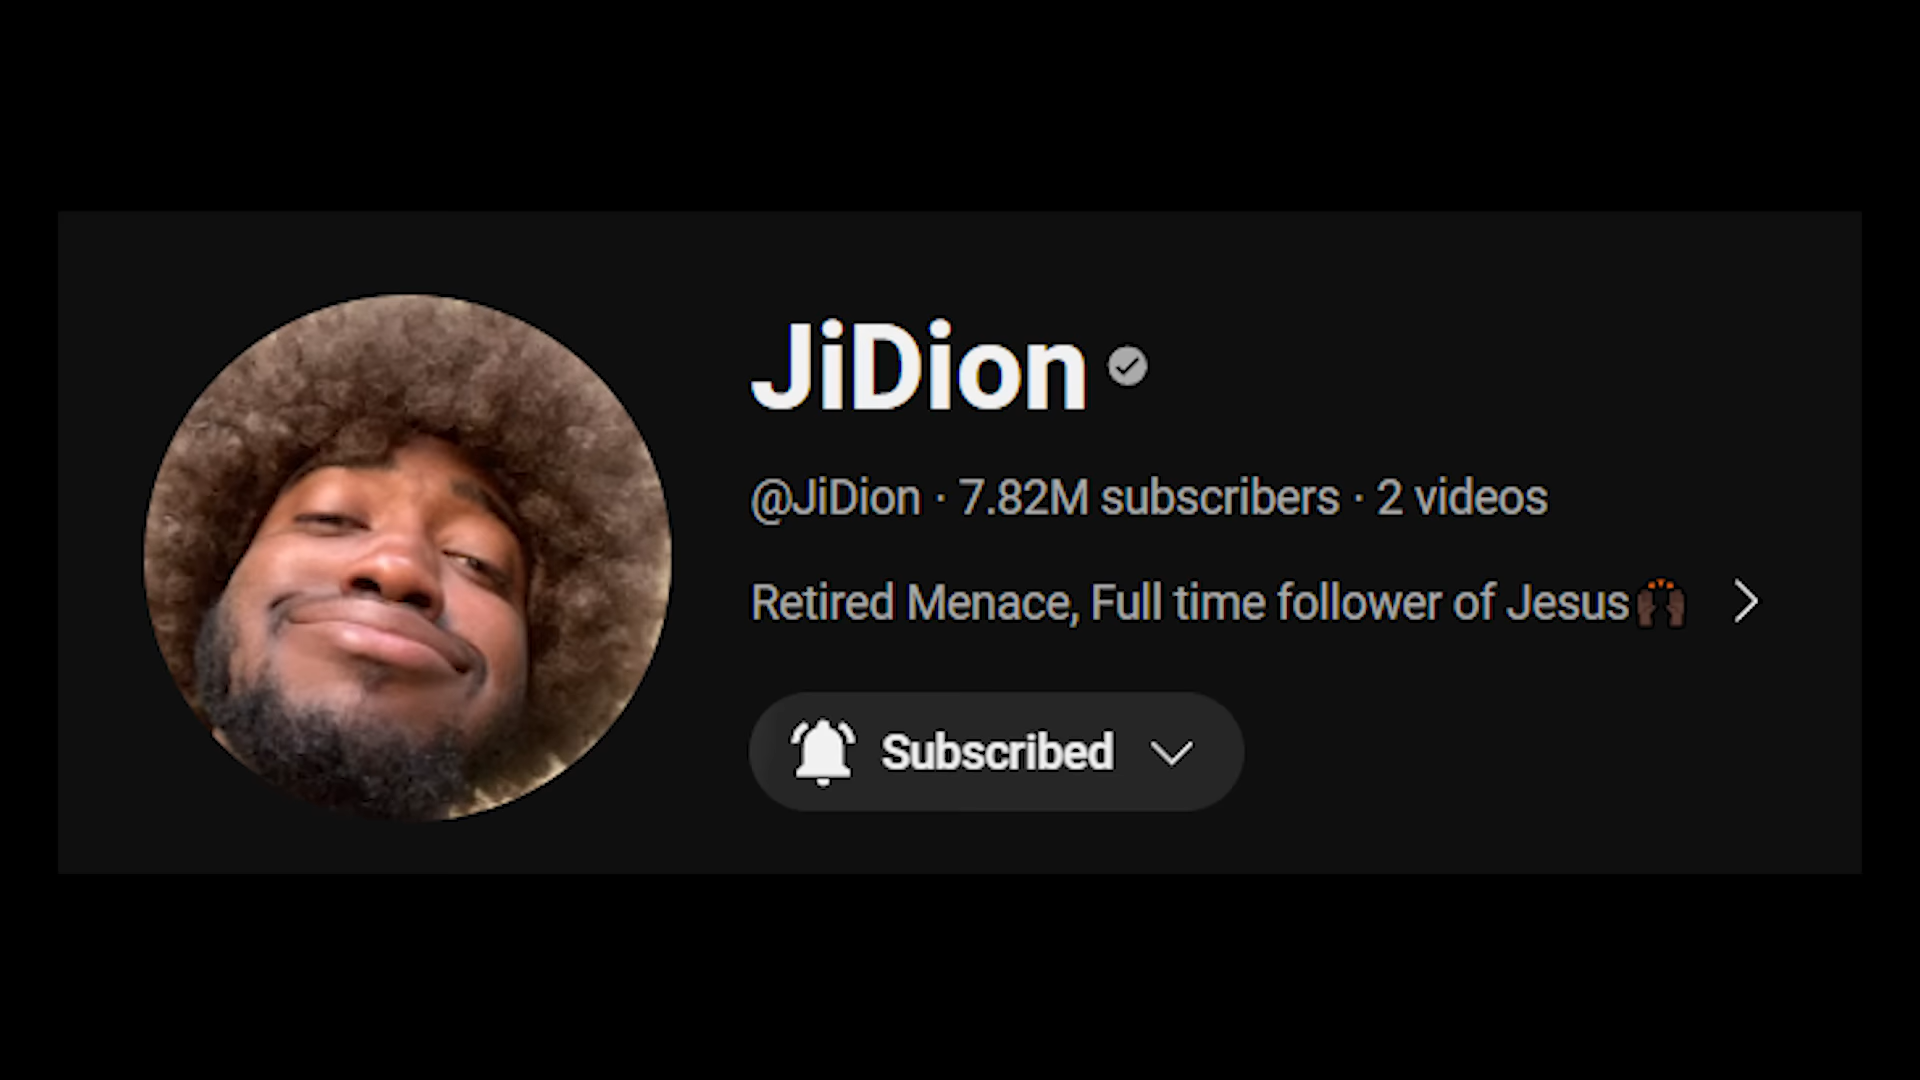 JiDion
@JiDion · 7.82M subscribers · 2 videos
Retired Menace, Full time follower of Jesus🙌🏿
Subscribed